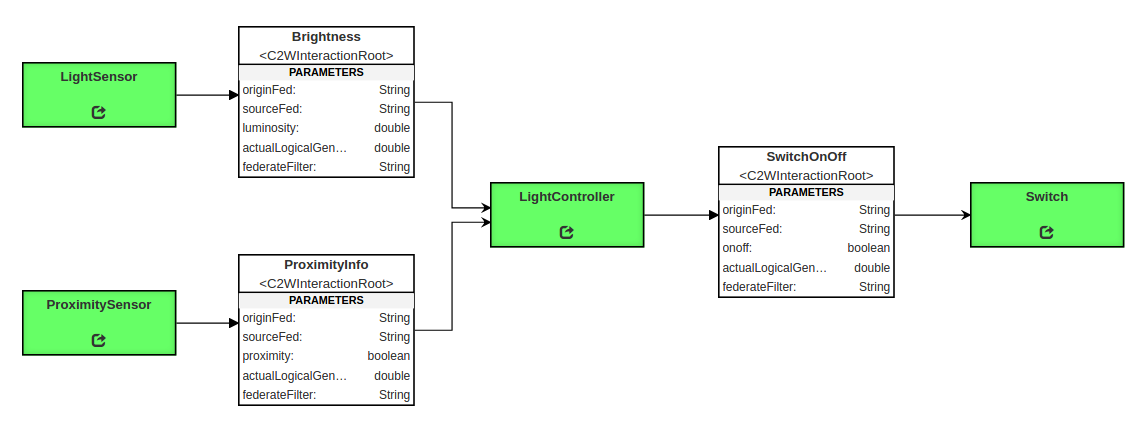 LightSensor
Brightness
<C2WInteractionRoot>
PARAMETERS
originFed: String
sourceFed: String
luminosity: double
actualLogicalGen… double
federateFilter: String
ProximitySensor
ProximityInfo
<C2WInteractionRoot>
PARAMETERS
originFed: String
sourceFed: String
proximity: boolean
actualLogicalGen… double
federateFilter: String
LightController
SwitchOnOff
<C2WInteractionRoot>
PARAMETERS
originFed: String
sourceFed: String
onoff: boolean
actualLogicalGen… double
federateFilter: String
Switch